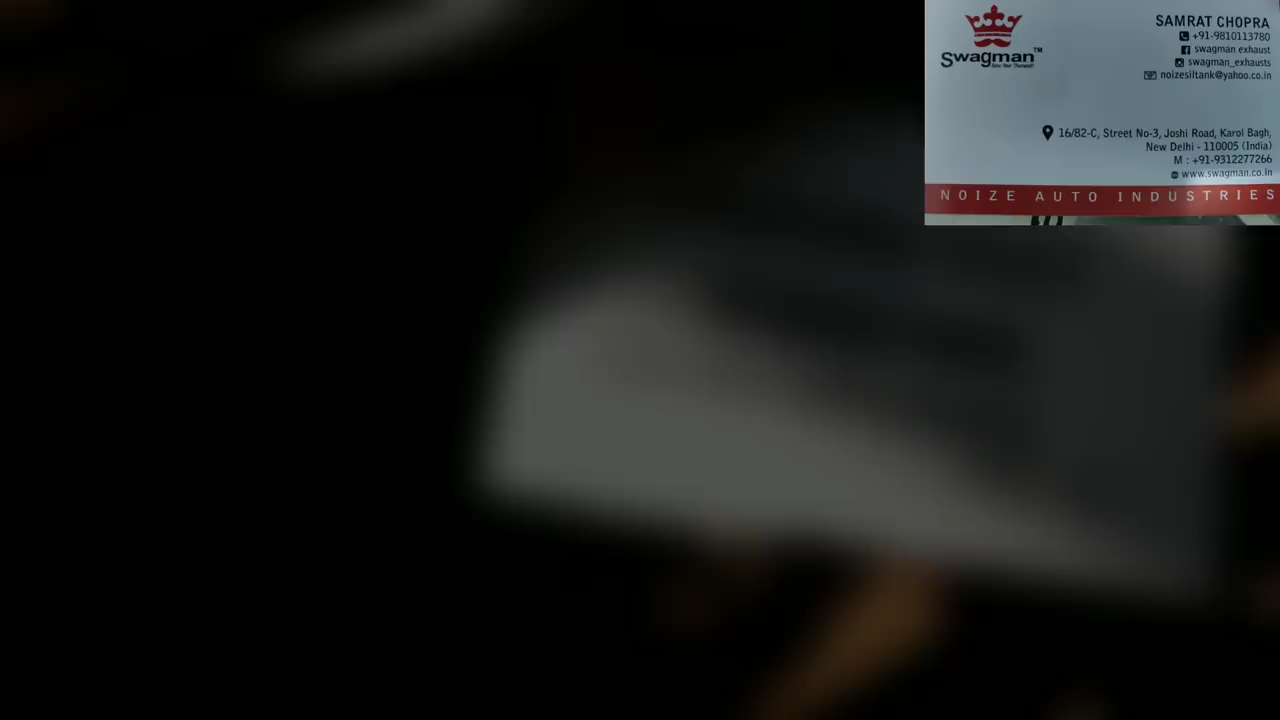 Swagman™
SAMRAT CHOPRA
+91-9810113780
swagman exhaust
swagman_exhausts
noizesiltank@yahoo.co.in
16/82-C, Street No-3, Joshi Road, Karol Bagh,
New Delhi - 110005 (India)
M : +91-9312277266
www.swagman.co.in
NOIZE AUTO INDUSTRIES